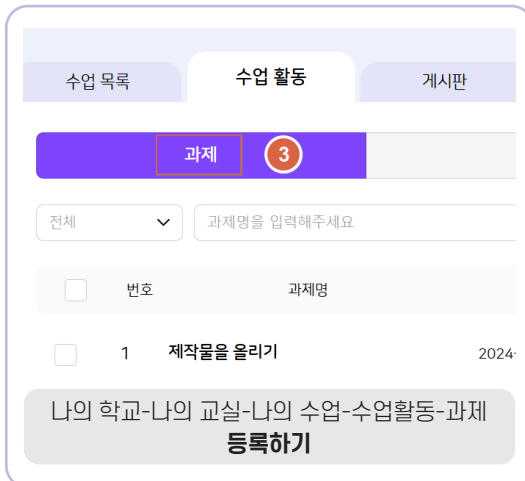 수업 목록 수업 활동 게시판
과제 3
전체 과제명을 입력해주세요
번호 과제명
1 제작물을 올리기 2024-
나의 학교-나의 교실-나의 수업-수업활동-과제
등록하기